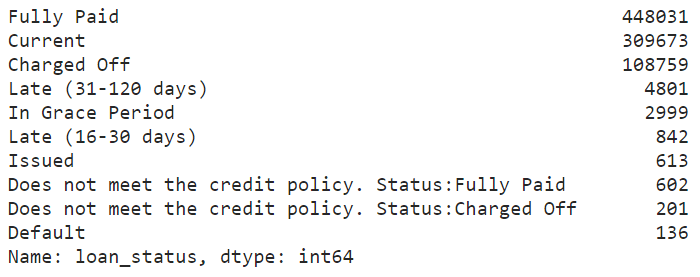 Fully Paid 448031
Current 309673
Charged Off 108759
Late (31-120 days) 4801
In Grace Period 2999
Late (16-30 days) 842
Issued 613
Does not meet the credit policy. Status:Fully Paid 602
Does not meet the credit policy. Status:Charged Off 201
Default 136
Name: loan_status, dtype: int64